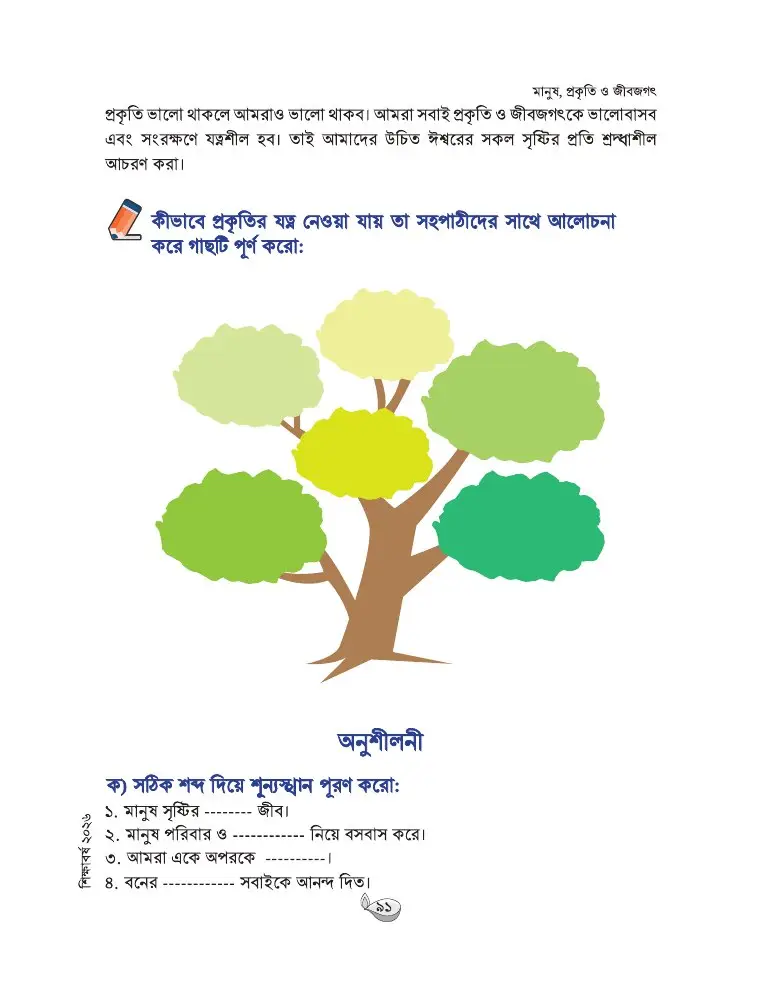 মানুষ, প্রকৃতি ও জীবজগৎ
প্রকৃতি ভালো থাকলে আমরাও ভালো থাকব। আমরা সবাই প্রকৃতি ও জীবজগৎকে ভালোবাসব
এবং সংরক্ষণে যত্নশীল হব। তাই আমাদের উচিত ঈশ্বরের সকল সৃষ্টির প্রতি শ্রদ্ধাশীল
আচরণ করা।
কীভাবে প্রকৃতির যত্ন নেওয়া যায় তা সহপাঠীদের সাথে আলোচনা
করে গাছটি পূর্ণ করো:
অনুশীলনী
ক) সঠিক শব্দ দিয়ে শূন্যস্থান পূরণ করো:
১. মানুষ সৃষ্টির -------- জীব।
২. মানুষ পরিবার ও ------------ নিয়ে বসবাস করে।
৩. আমরা একে অপরকে ----------।
৪. বনের ------------ সবাইকে আনন্দ দিত।
শিক্ষাবর্ষ ২০২৬
৯১